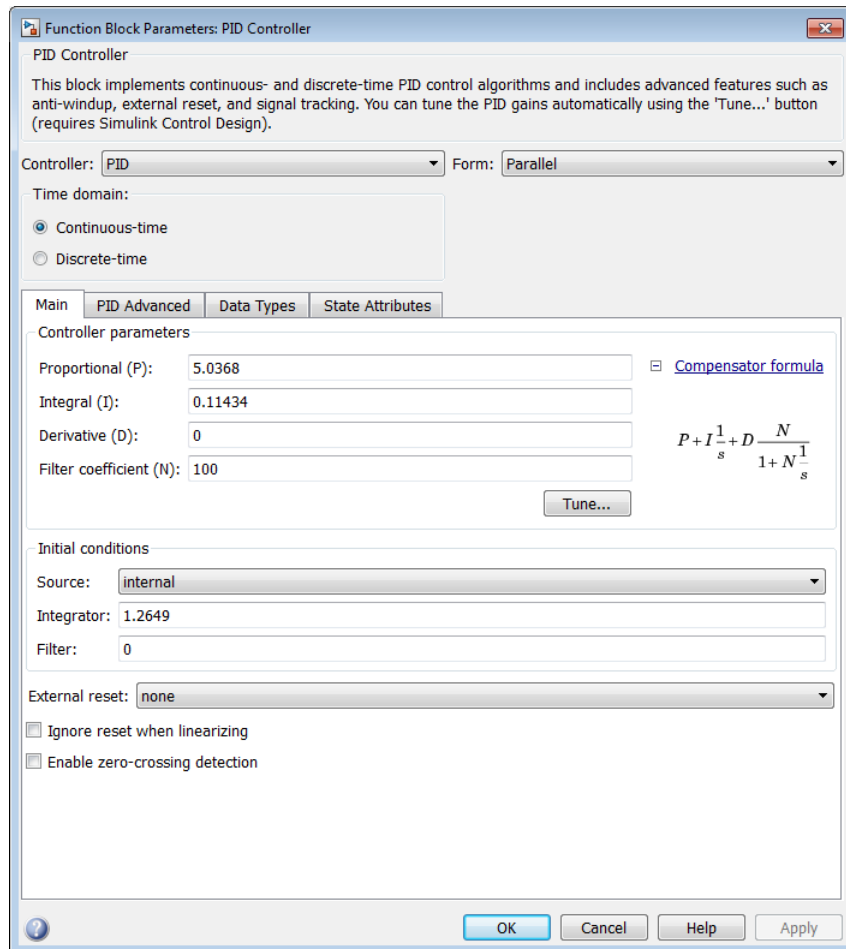 Function Block Parameters: PID Controller
PID Controller
This block implements continuous- and discrete-time PID control algorithms and includes advanced features such as
anti-windup, external reset, and signal tracking. You can tune the PID gains automatically using the 'Tune...' button
(requires Simulink Control Design).
Controller: PID Form: Parallel
Time domain:
Continuous-time
Discrete-time
Main PID Advanced Data Types State Attributes
Controller parameters
Proportional (P): 5.0368
Compensator formula
Integral (I): 0.11434
Derivative (D): 0
P + I 1/s + D N/(1 + N 1/s)
Filter coefficient (N): 100
Tune...
Initial conditions
Source: internal
Integrator: 1.2649
Filter: 0
External reset: none
Ignore reset when linearizing
Enable zero-crossing detection
? OK Cancel Help Apply